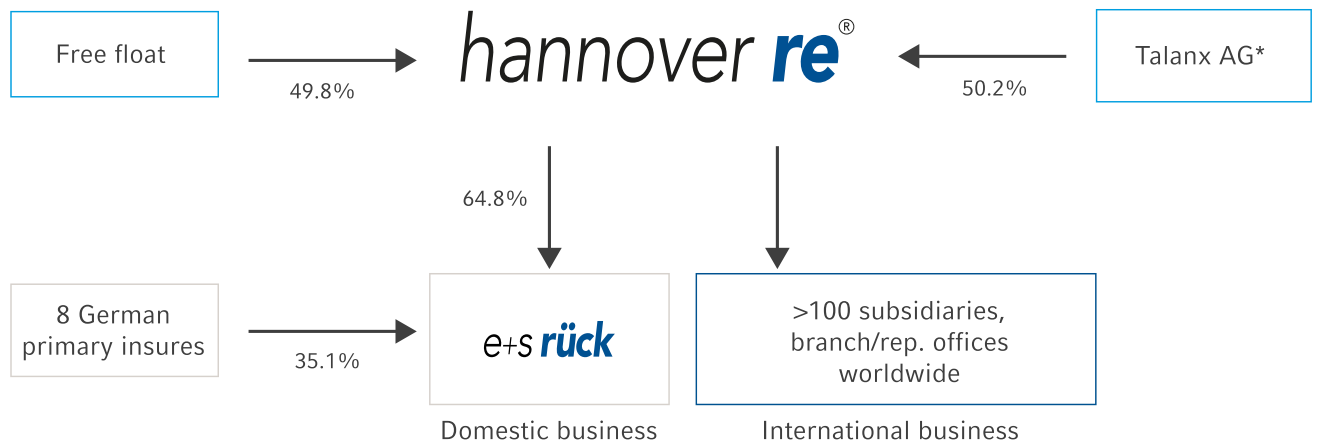 Free float
49.8%
hannover re®
50.2%
Talanx AG*
64.8%
8 German
primary insures
35.1%
e+s rück
>100 subsidiaries,
branch/rep. offices
worldwide
Domestic business
International business